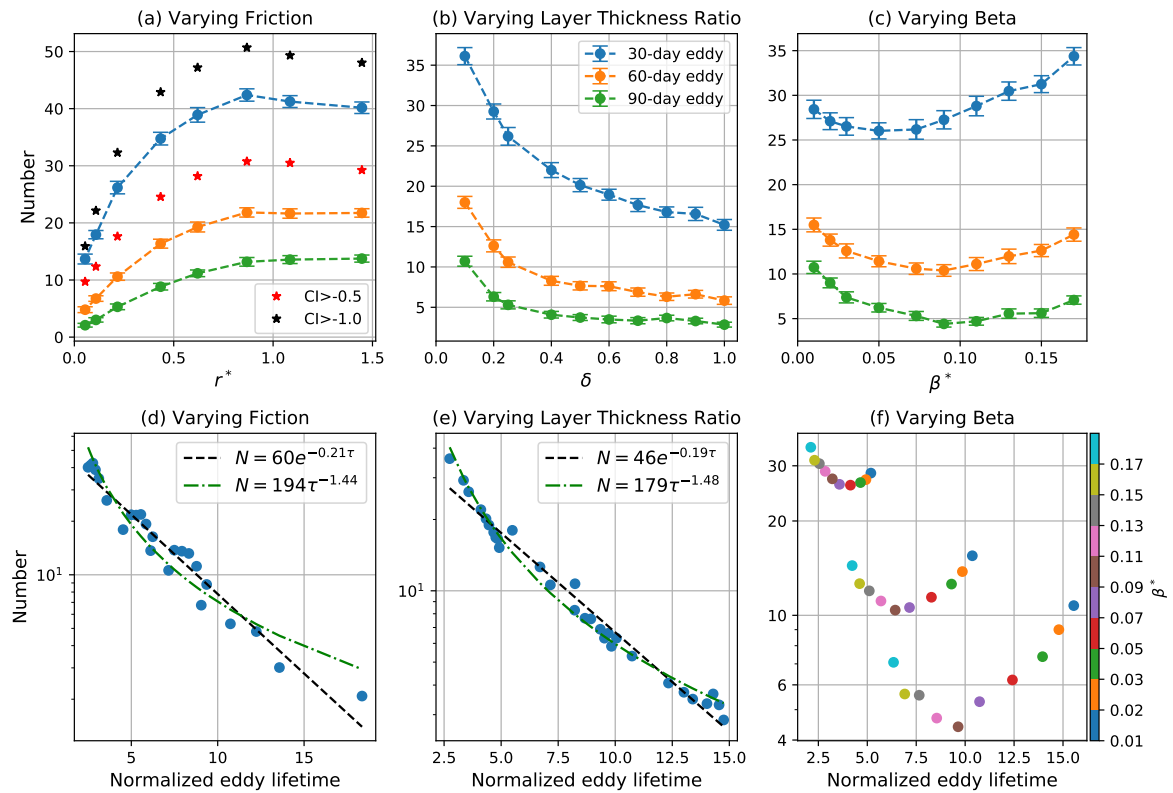 (a) Varying Friction
(b) Varying Layer Thickness Ratio
(c) Varying Beta
Number
50
40
30
20
10
0
0.0 0.5 1.0 1.5
r*
CI>-0.5
CI>-1.0
35
30
25
20
15
10
5
0.0 0.2 0.4 0.6 0.8 1.0
δ
30-day eddy
60-day eddy
90-day eddy
35
30
25
20
15
10
5
0.00 0.05 0.10 0.15
β*
(d) Varying Fiction
(e) Varying Layer Thickness Ratio
(f) Varying Beta
Number
10¹
5 10 15
Normalized eddy lifetime
N = 60e^{−0.21τ}
N = 194τ^{−1.44}
10¹
2.5 5.0 7.5 10.0 12.5 15.0
Normalized eddy lifetime
N = 46e^{−0.19τ}
N = 179τ^{−1.48}
30
20
10
6
4
2.5 5.0 7.5 10.0 12.5 15.0
Normalized eddy lifetime
0.17
0.15
0.13
0.11
0.09
0.07
0.05
0.03
0.02
0.01
β*